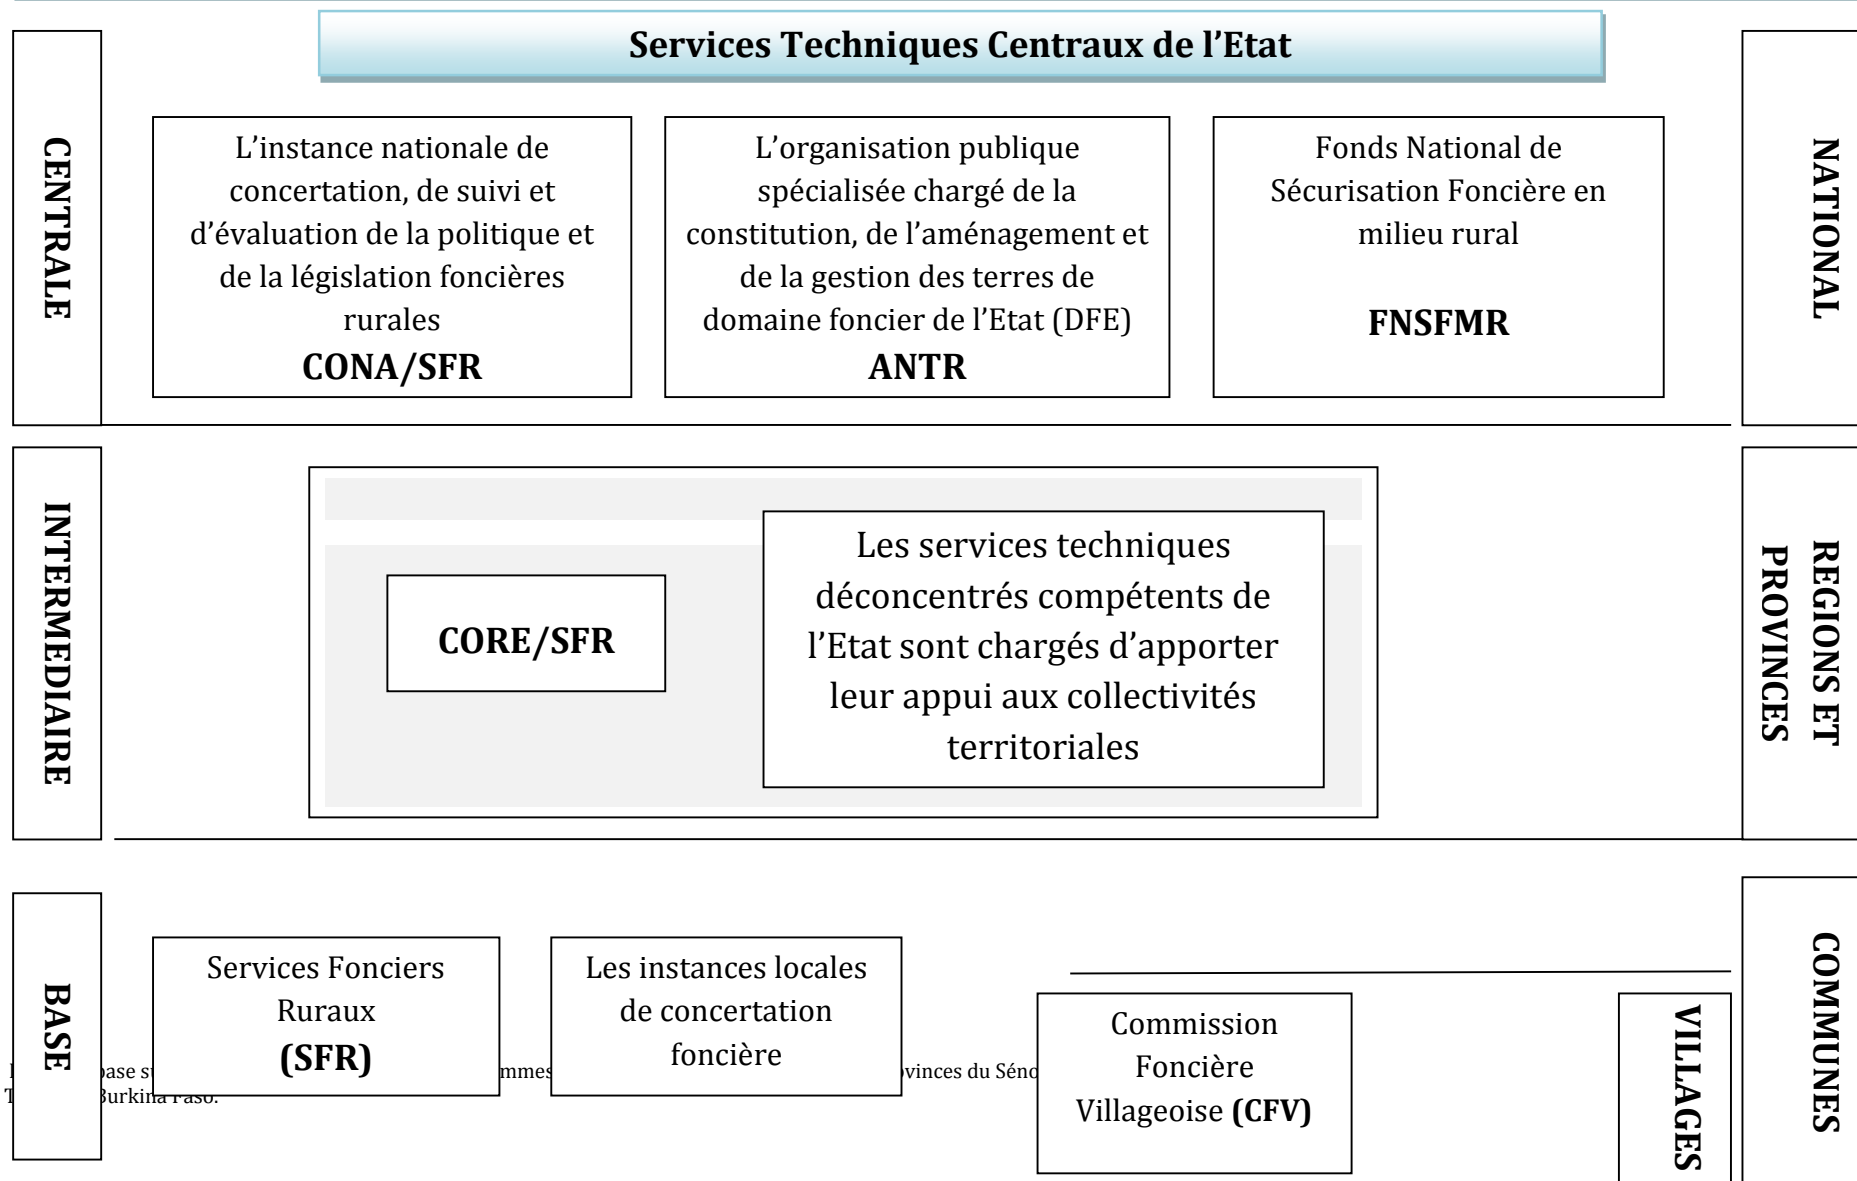 Services Techniques Centraux de l’Etat
CENTRALE
L’instance nationale de
concertation, de suivi et
d’évaluation de la politique et
de la législation foncières
rurales
CONA/SFR
L’organisation publique
spécialisée chargé de la
constitution, de l’aménagement et
de la gestion des terres de
domaine foncier de l’Etat (DFE)
ANTR
Fonds National de
Sécurisation Foncière en
milieu rural
FNSFMR
NATIONAL
INTERMEDIAIRE
CORE/SFR
Les services techniques
déconcentrés compétents de
l’Etat sont chargés d’apporter
leur appui aux collectivités
territoriales
REGIONS ET
PROVINCES
BASE
Services Fonciers
Ruraux
(SFR)
Les instances locales
de concertation
foncière
Commission
Foncière
Villageoise (CFV)
VILLAGES
COMMUNES
du
Burkina Faso.